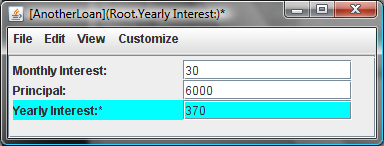 [AnotherLoan](Root.Yearly Interest:)*
File Edit View Customize
Monthly Interest: 30
Principal: 6000
Yearly Interest:* 370